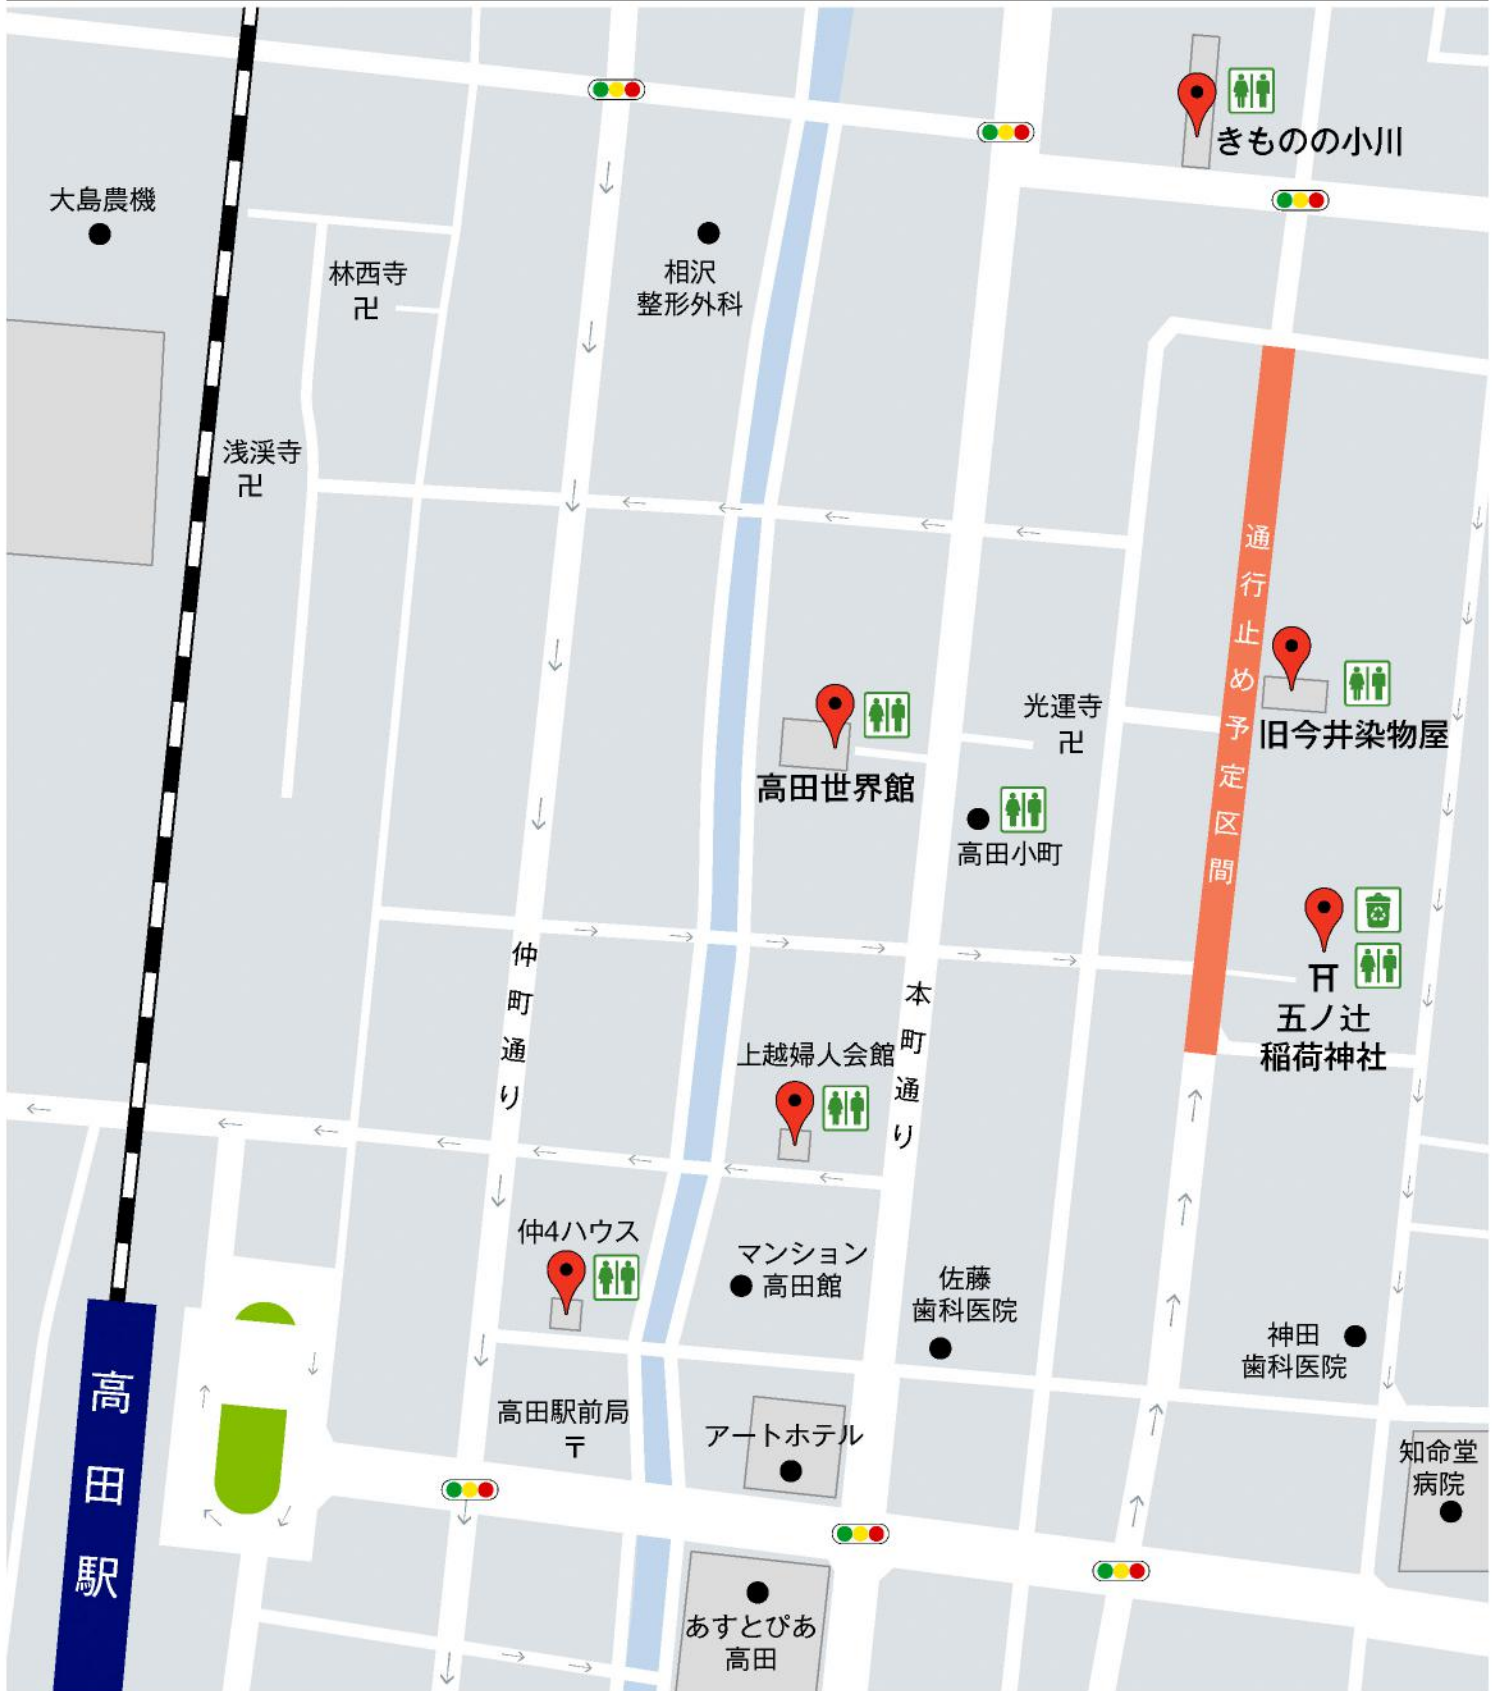 きものの小川
大島農機
林西寺
相沢
整形外科
浅渓寺
通行止め予定区間
旧今井染物屋
光運寺
高田世界館
高田小町
仲町通り
本町通り
五ノ辻
稲荷神社
上越婦人会館
仲4ハウス
マンション
高田館
佐藤
歯科医院
神田
歯科医院
高田駅
高田駅前局
〒
アートホテル
知命堂
病院
あすとぴあ
高田